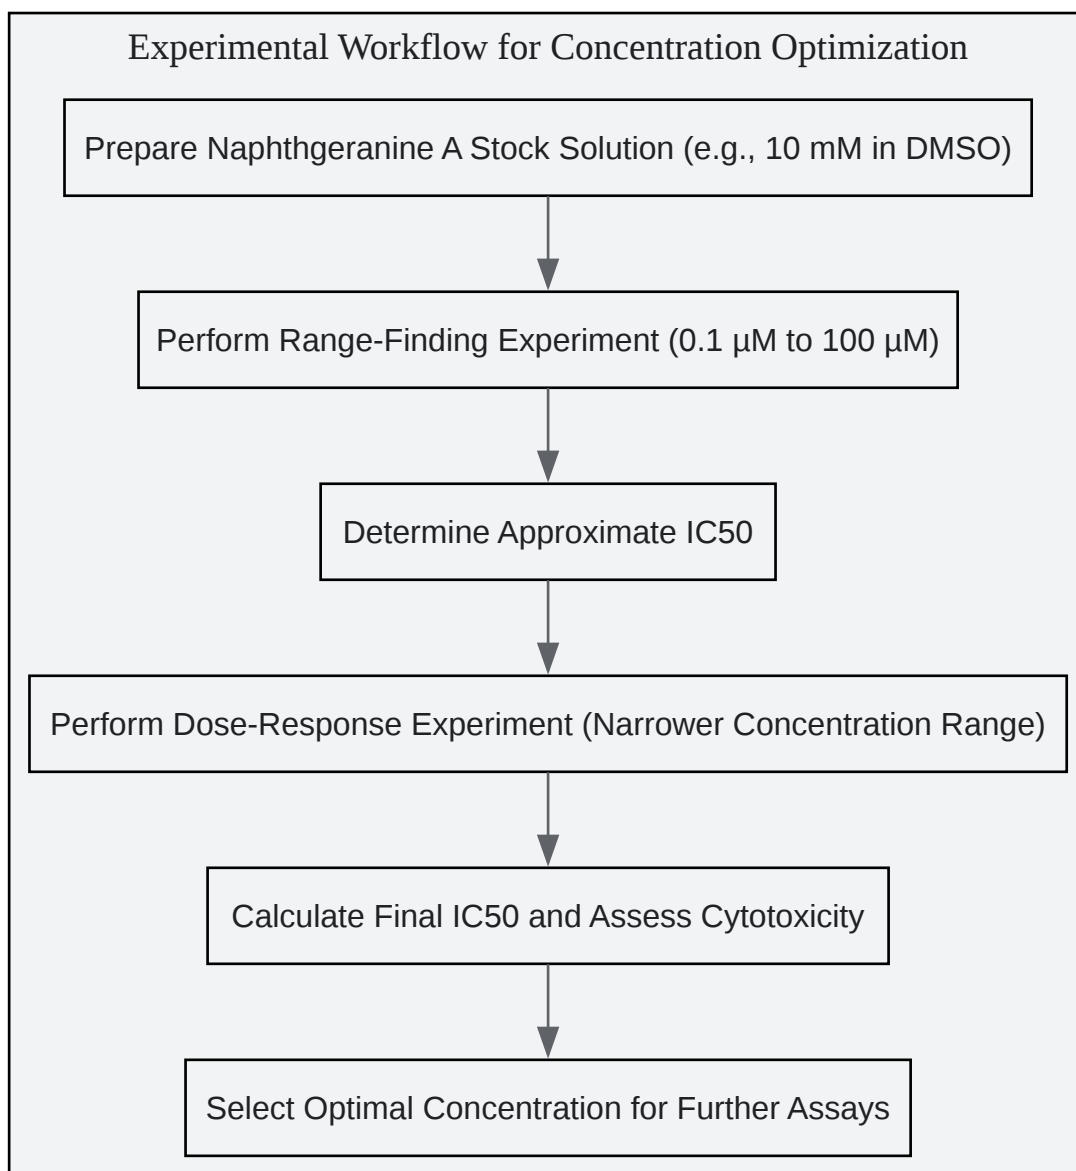 Experimental Workflow for Concentration Optimization
Prepare Naphthgeranine A Stock Solution (e.g., 10 mM in DMSO)
Perform Range-Finding Experiment (0.1 µM to 100 µM)
Determine Approximate IC50
Perform Dose-Response Experiment (Narrower Concentration Range)
Calculate Final IC50 and Assess Cytotoxicity
Select Optimal Concentration for Further Assays